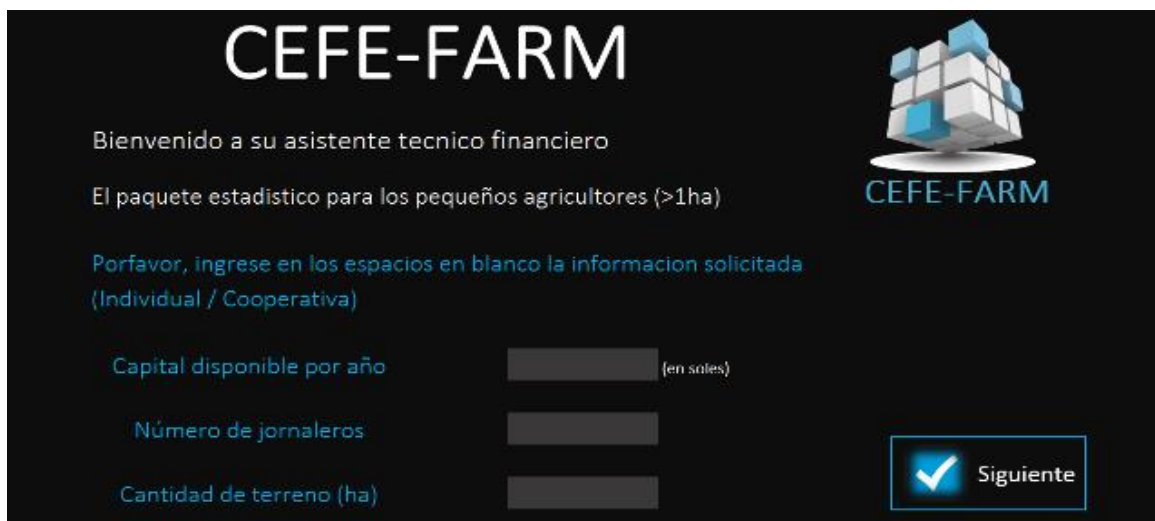 CEFE-FARM
Bienvenido a su asistente tecnico financiero
El paquete estadistico para los pequeños agricultores (>1ha)
CEFE-FARM
Porfavor, ingrese en los espacios en blanco la informacion solicitada
(Individual / Cooperativa)
Capital disponible por año
(en soles)
Número de jornaleros
Cantidad de terreno (ha)
Siguiente